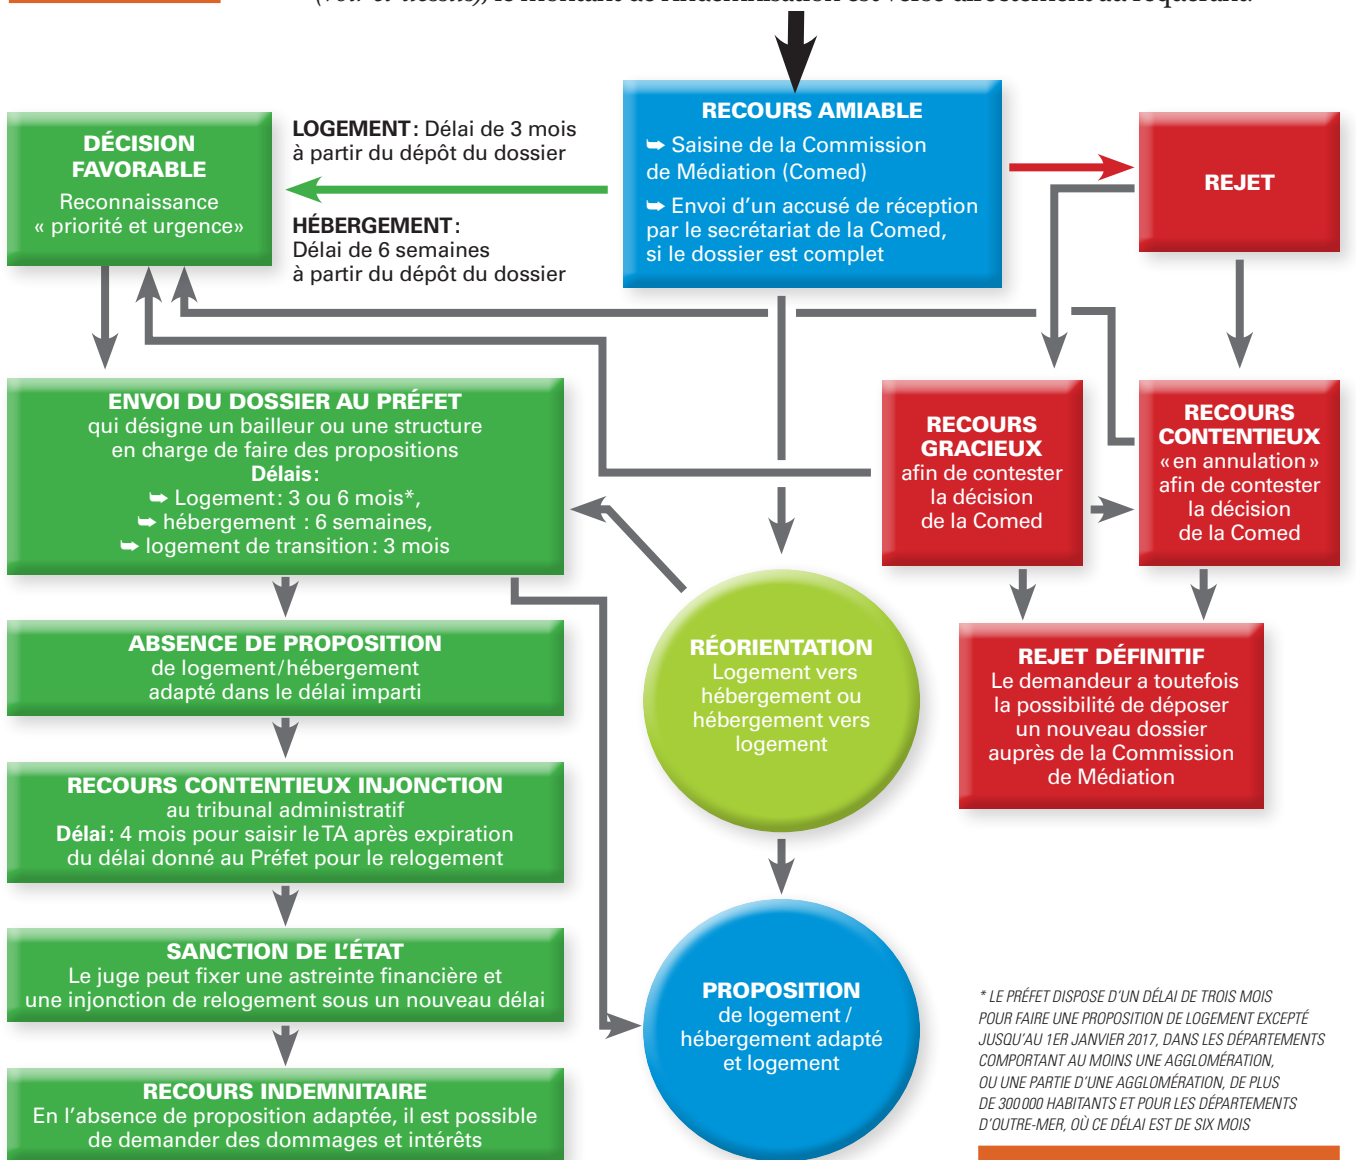 (voir ci-dessus), le montant de l'indemnisation est versé directement au requérant.
RECOURS AMIABLE
➥ Saisine de la Commission
de Médiation (Comed)
➥ Envoi d'un accusé de réception
par le secrétariat de la Comed,
si le dossier est complet
LOGEMENT : Délai de 3 mois
à partir du dépôt du dossier
HÉBERGEMENT :
Délai de 6 semaines
à partir du dépôt du dossier
DÉCISION
FAVORABLE
Reconnaissance
« priorité et urgence»
REJET
ENVOI DU DOSSIER AU PRÉFET
qui désigne un bailleur ou une structure
en charge de faire des propositions
Délais :
➥ Logement : 3 ou 6 mois*,
➥ hébergement : 6 semaines,
➥ logement de transition : 3 mois
RECOURS
GRACIEUX
afin de contester
la décision
de la Comed
RECOURS
CONTENTIEUX
« en annulation »
afin de contester
la décision
de la Comed
ABSENCE DE PROPOSITION
de logement / hébergement
adapté dans le délai imparti
RÉORIENTATION
Logement vers
hébergement ou
hébergement vers
logement
REJET DÉFINITIF
Le demandeur a toutefois
la possibilité de déposer
un nouveau dossier
auprès de la Commission
de Médiation
RECOURS CONTENTIEUX INJONCTION
au tribunal administratif
Délai : 4 mois pour saisir le TA après expiration
du délai donné au Préfet pour le relogement
SANCTION DE L'ÉTAT
Le juge peut fixer une astreinte financière et
une injonction de relogement sous un nouveau délai
PROPOSITION
de logement /
hébergement adapté
et logement
RECOURS INDEMNITAIRE
En l'absence de proposition adaptée, il est possible
de demander des dommages et intérêts
* LE PRÉFET DISPOSE D'UN DÉLAI DE TROIS MOIS
POUR FAIRE UNE PROPOSITION DE LOGEMENT EXCEPTÉ
JUSQU'AU 1ER JANVIER 2017, DANS LES DÉPARTEMENTS
COMPORTANT AU MOINS UNE AGGLOMÉRATION,
OU UNE PARTIE D'UNE AGGLOMÉRATION, DE PLUS
DE 300 000 HABITANTS ET POUR LES DÉPARTEMENTS
D'OUTRE-MER, OÙ CE DÉLAI EST DE SIX MOIS